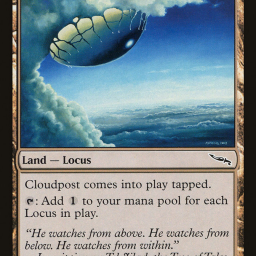 Land — Locus
Cloudpost comes into play tapped.
: Add 1 to your mana pool for each
Locus in play.
"He watches from above. He watches from
below. He watches from within."